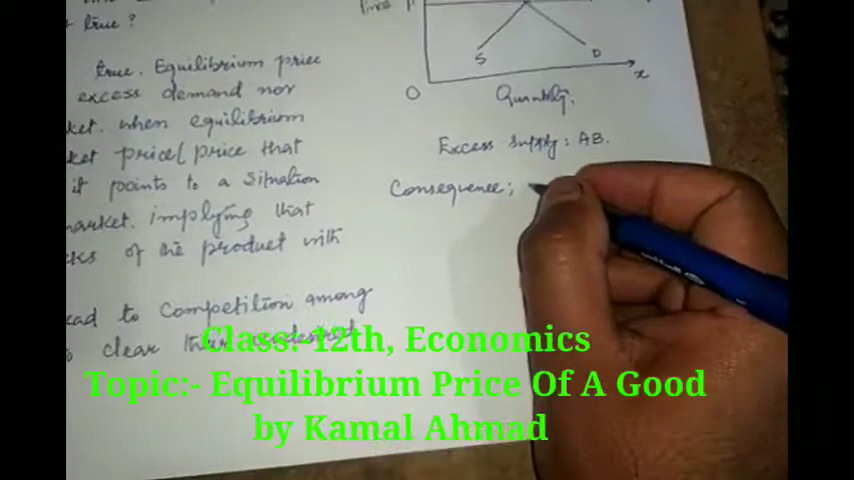 t true?
Price P
true. Equilibrium price
excess demand nor
ket. when equilibrium
ket price/price that
it points to a situation
market. implying that
cks of the product with
ead to competition among
clear their
S
D
x
O
Quantity.
Excess supply: AB.
Consequence;
Class:-12th, Economics
Topic:- Equilibrium Price Of A Good
by Kamal Ahmad